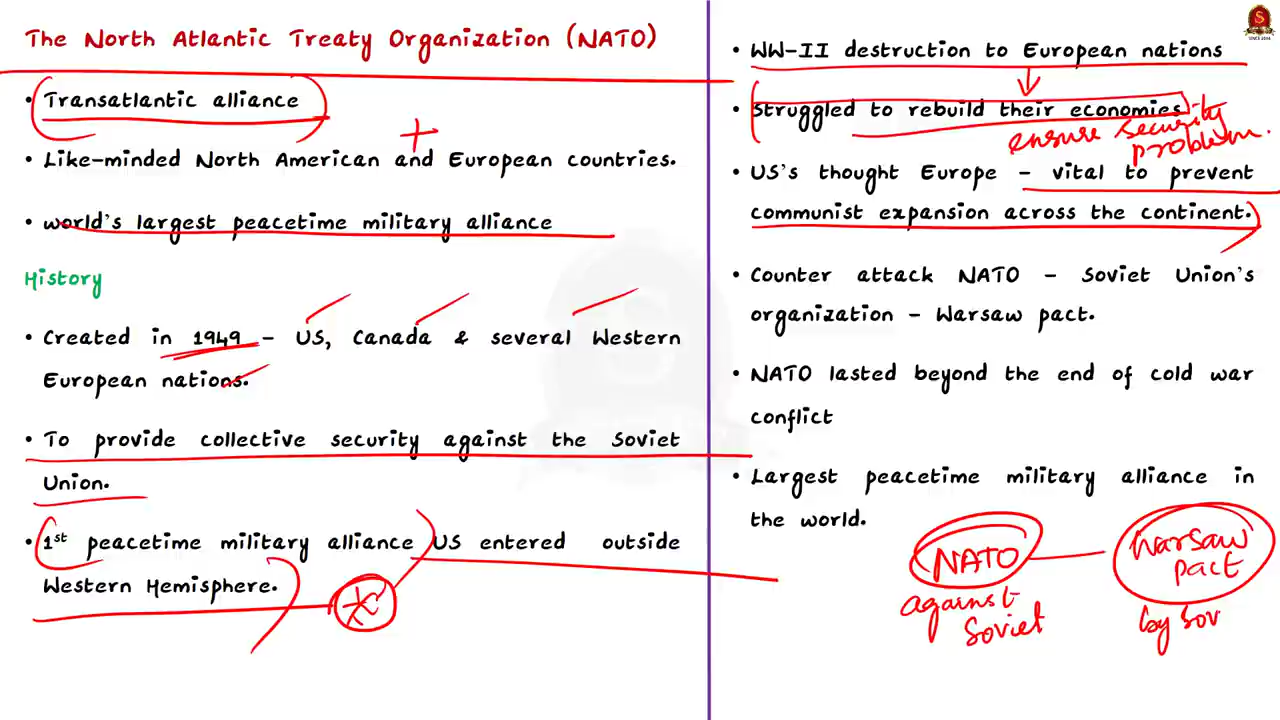 The North Atlantic Treaty Organization (NATO)
• Transatlantic alliance
• Like-minded North American and European countries.
• world's largest peacetime military alliance
History
• Created in 1949 – US, Canada & several Western
European nations.
• To provide collective security against the Soviet
Union.
• 1st peacetime military alliance US entered outside
Western Hemisphere.
• WW-II destruction to European nations
• Struggled to rebuild their economies
ensure security
problem.
• US's thought Europe – vital to prevent
communist expansion across the continent.
• Counter attack NATO – Soviet Union's
organization – Warsaw pact.
• NATO lasted beyond the end of cold war
conflict
• Largest peacetime military alliance in
the world.
NATO
against
Soviet
Warsaw
pact
by Sov